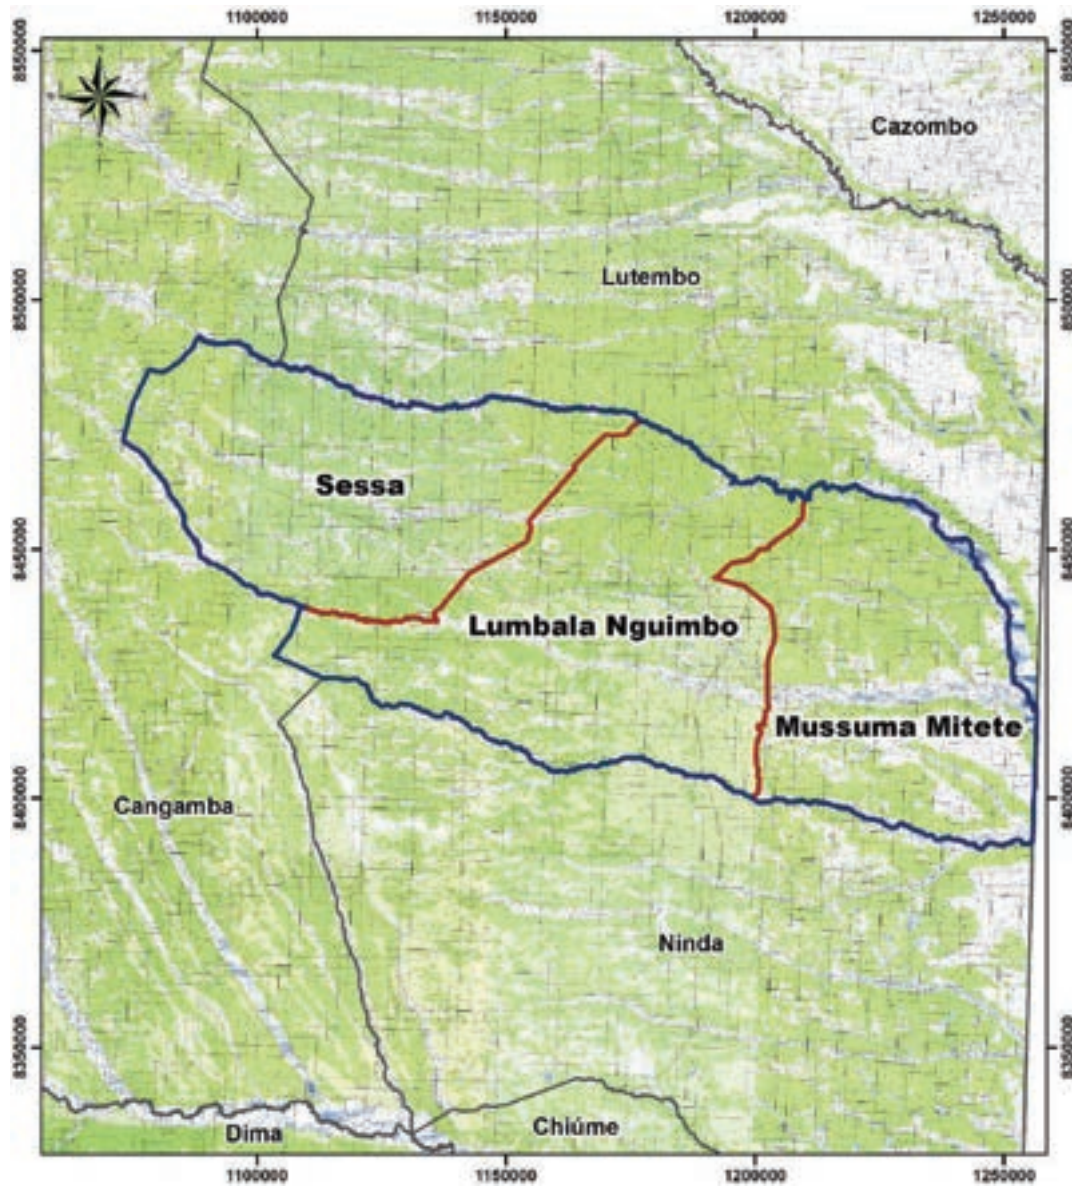 1100000 1150000 1200000 1250000
8550000 8550000
Cazombo
Lutembo
8500000 8500000
Sessa
8450000 8450000
Lumbala Nguimbo
Mussuma Mitete
8400000 8400000
Cangamba
Ninda
8350000 8350000
Chiúme
Dima
1100000 1150000 1200000 1250000